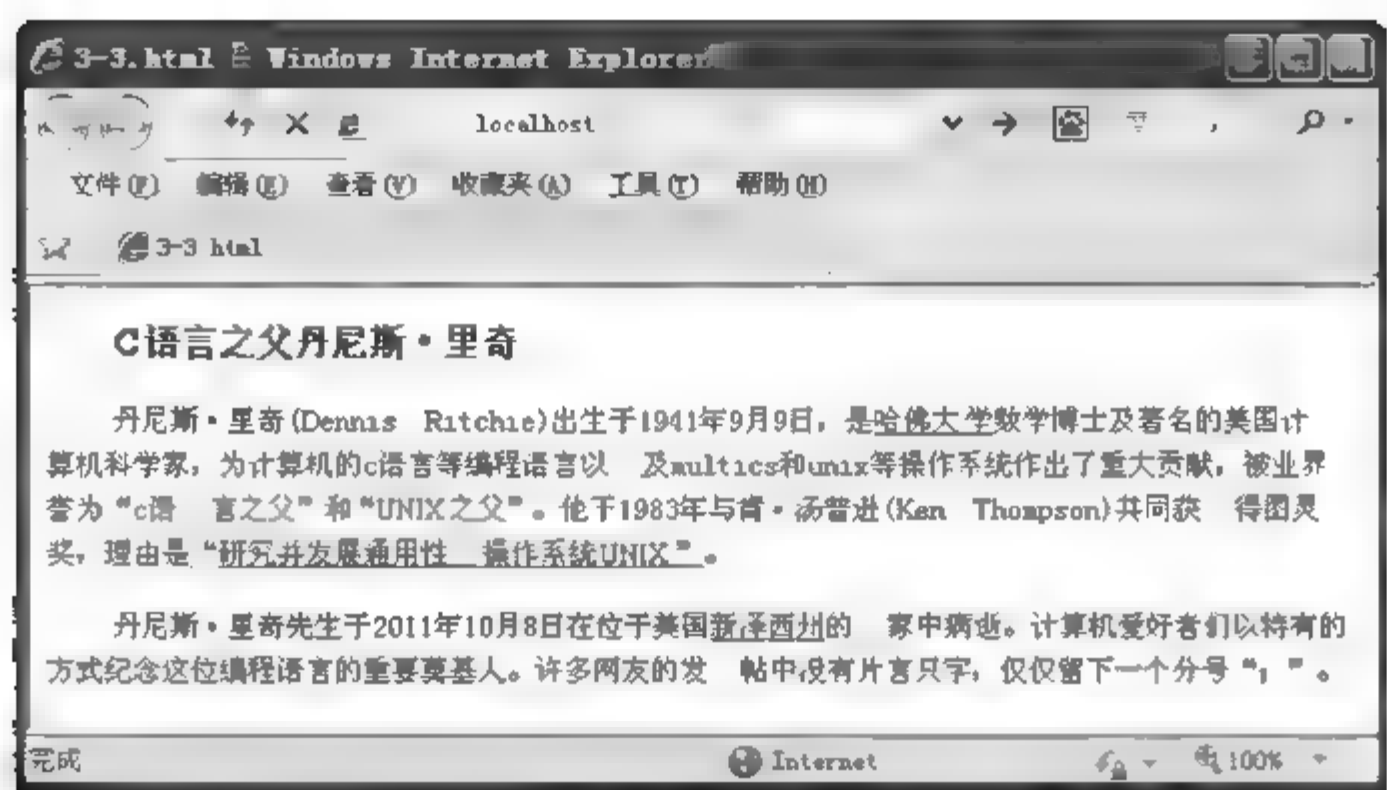 3-3.html Windows Internet Explorer
localhost
文件(F) 编辑(E) 查看(V) 收藏夹(A) 工具(T) 帮助(H)
3-3 html
C语言之父丹尼斯·里奇
丹尼斯·里奇(Dennis Ritchie)出生于1941年9月9日，是哈佛大学数学博士及著名的美国计
算机科学家，为计算机的c语言等编程语言以 及multics和unix等操作系统作出了重大贡献，被业界
誉为“c语 言之父”和“UNIX之父”。他于1983年与肯·汤普逊(Ken Thompson)共同获 得图灵
奖，理由是“研究并发展通用性 操作系统UNIX”。
丹尼斯·里奇先生于2011年10月8日在位于美国新泽西州的 家中病逝。计算机爱好者们以特有的
方式纪念这位编程语言的重要奠基人。许多网友的发 帖中没有片言只字，仅仅留下一个分号“；”。
完成 Internet 100%